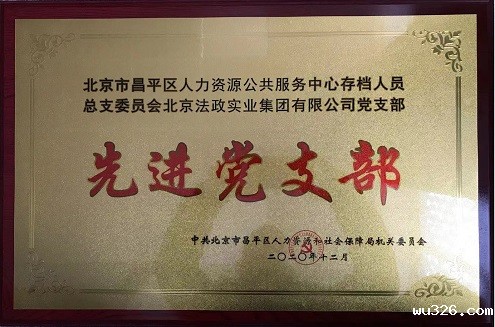 北京市昌平区人力资源公共服务中心存档人员
总支委员会北京法政实业集团有限公司党支部
先进党支部
中共北京市昌平区人力资源和社会保障局机关委员会
二〇二〇年十二月
wu326.com